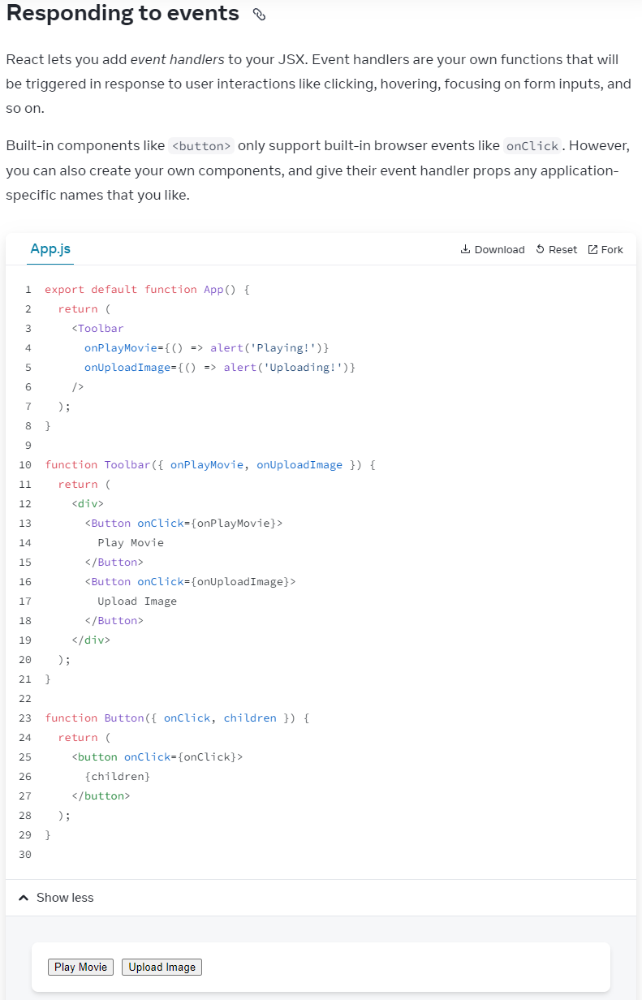 Responding to events
React lets you add event handlers to your JSX. Event handlers are your own functions that will
be triggered in response to user interactions like clicking, hovering, focusing on form inputs, and
so on.
Built-in components like <button> only support built-in browser events like onClick. However,
you can also create your own components, and give their event handler props any application-
specific names that you like.
App.js Download Reset Fork
1 export default function App() {
2   return (
3     <Toolbar
4       onPlayMovie={() => alert('Playing!')}
5       onUploadImage={() => alert('Uploading!')}
6     />
7   );
8 }
9
10 function Toolbar({ onPlayMovie, onUploadImage }) {
11   return (
12     <div>
13       <Button onClick={onPlayMovie}>
14         Play Movie
15       </Button>
16       <Button onClick={onUploadImage}>
17         Upload Image
18       </Button>
19     </div>
20   );
21 }
22
23 function Button({ onClick, children }) {
24   return (
25     <button onClick={onClick}>
26       {children}
27     </button>
28   );
29 }
30
Show less
Play Movie Upload Image